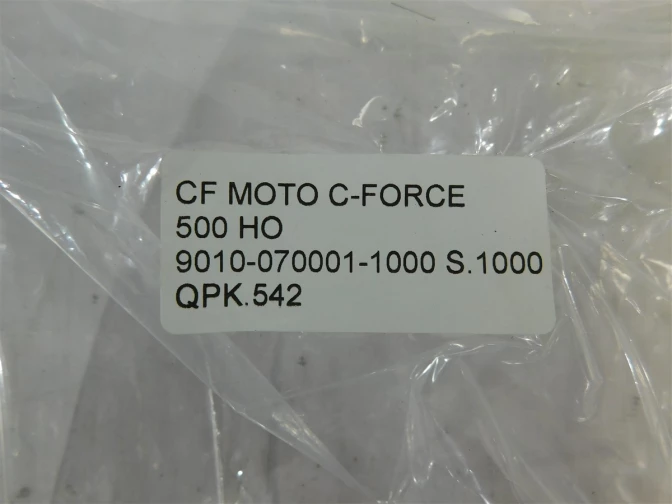 CF MOTO C-FORCE
500 HO
9010-070001-1000 S.1000
QPK.542